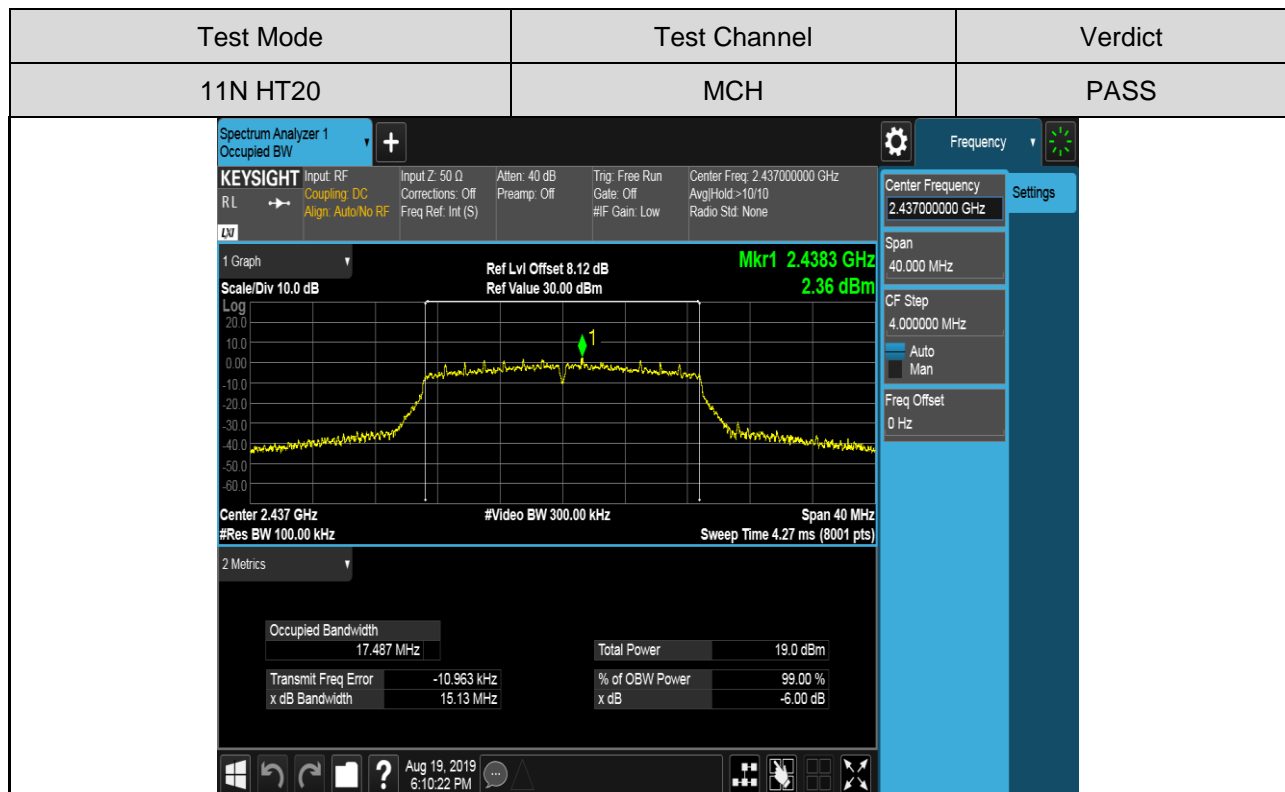 Test Mode Test Channel Verdict
11N HT20 MCH PASS
Spectrum Analyzer 1
Occupied BW
+
Frequency
KEYSIGHT
RL
LXI
Input: RF
Coupling: DC
Align: Auto/No RF
Input Z: 50 Ω
Corrections: Off
Freq Ref: Int (S)
Atten: 40 dB
Preamp: Off
Trig: Free Run
Gate: Off
#IF Gain: Low
Center Freq: 2.437000000 GHz
Avg|Hold:>10/10
Radio Std: None
Center Frequency
2.437000000 GHz
Settings
Span
40.000 MHz
CF Step
4.000000 MHz
Auto
Man
Freq Offset
0 Hz
1 Graph
Scale/Div 10.0 dB
Ref Lvl Offset 8.12 dB
Ref Value 30.00 dBm
Mkr1 2.4383 GHz
2.36 dBm
Log
20.0
10.0
0.00
-10.0
-20.0
-30.0
-40.0
-50.0
-60.0
1
Center 2.437 GHz #Video BW 300.00 kHz Span 40 MHz
#Res BW 100.00 kHz Sweep Time 4.27 ms (8001 pts)
2 Metrics
Occupied Bandwidth
17.487 MHz
Total Power 19.0 dBm
Transmit Freq Error -10.963 kHz % of OBW Power 99.00 %
x dB Bandwidth 15.13 MHz x dB -6.00 dB
?
Aug 19, 2019
6:10:22 PM